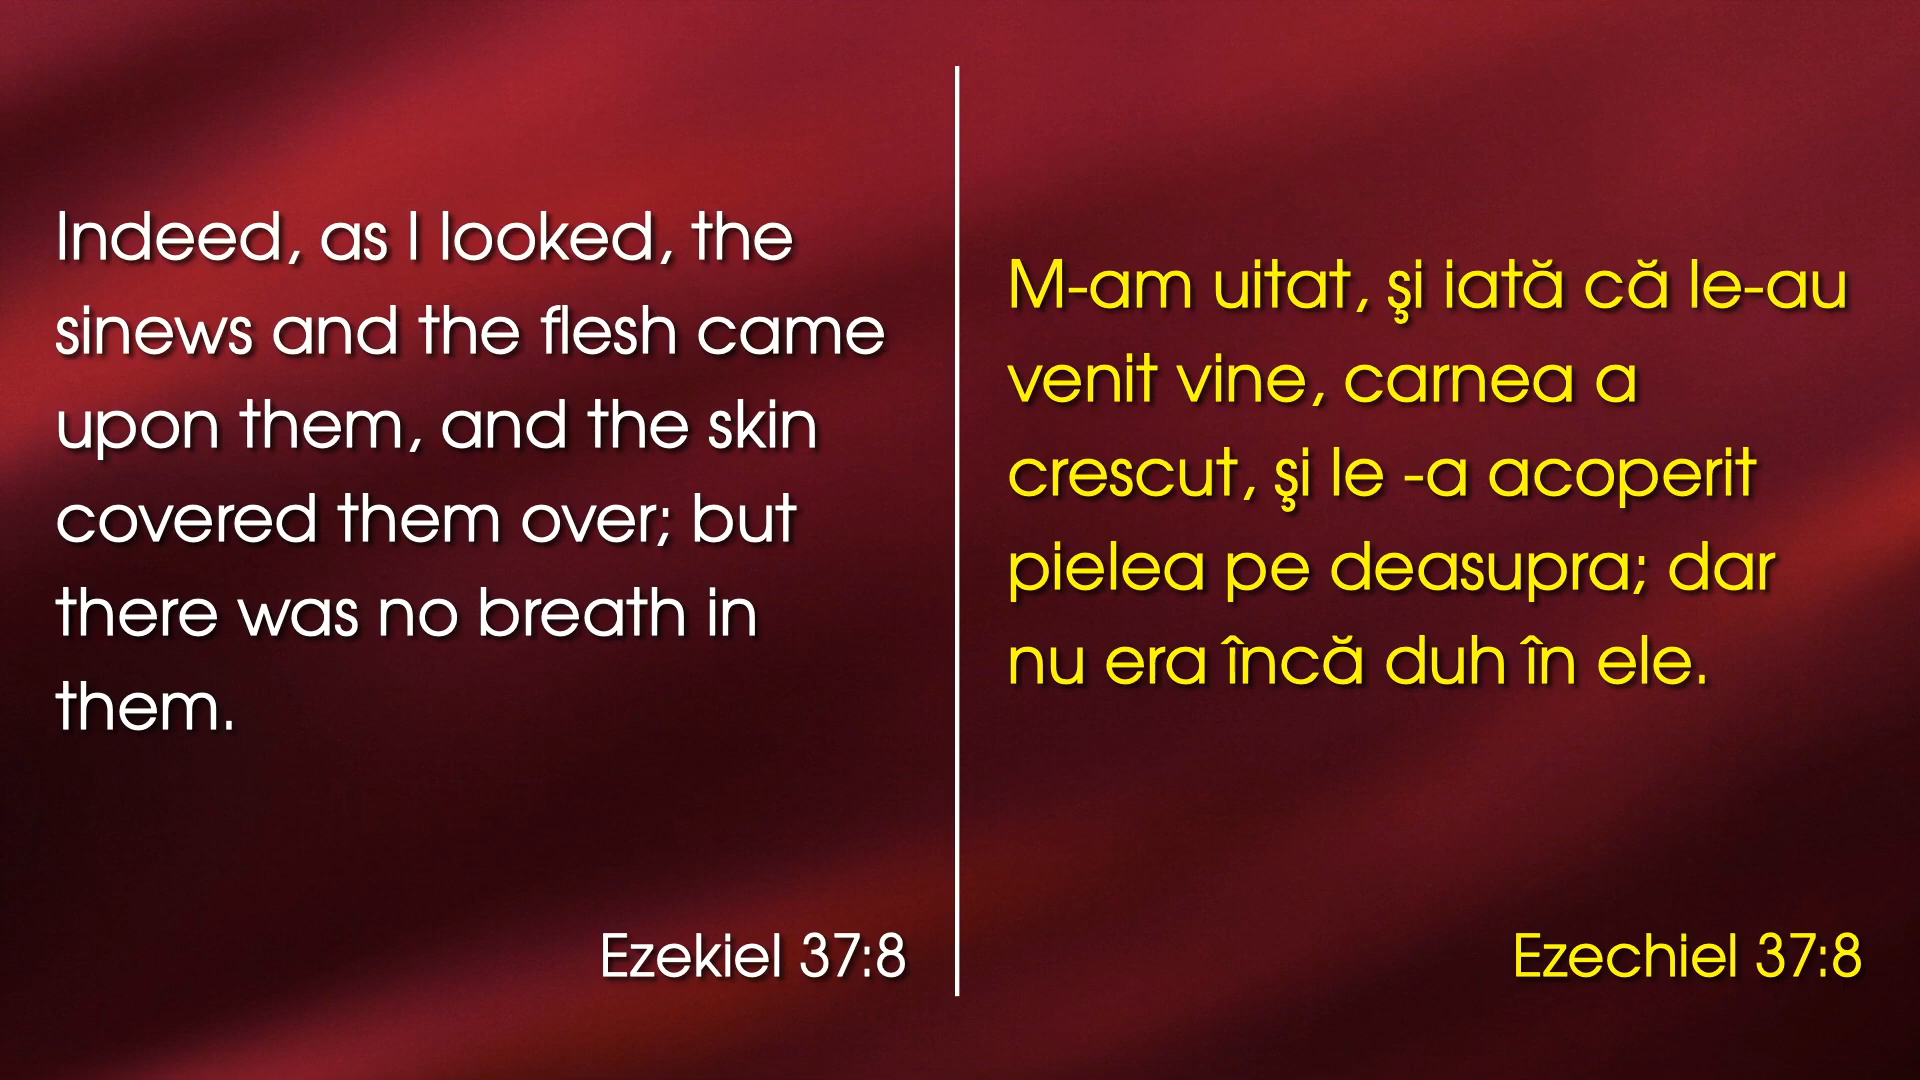 Indeed, as I looked, the
sinews and the flesh came
upon them, and the skin
covered them over; but
there was no breath in
them.
Ezekiel 37:8
M-am uitat, şi iată că le-au
venit vine, carnea a
crescut, şi le -a acoperit
pielea pe deasupra; dar
nu era încă duh în ele.
Ezechiel 37:8